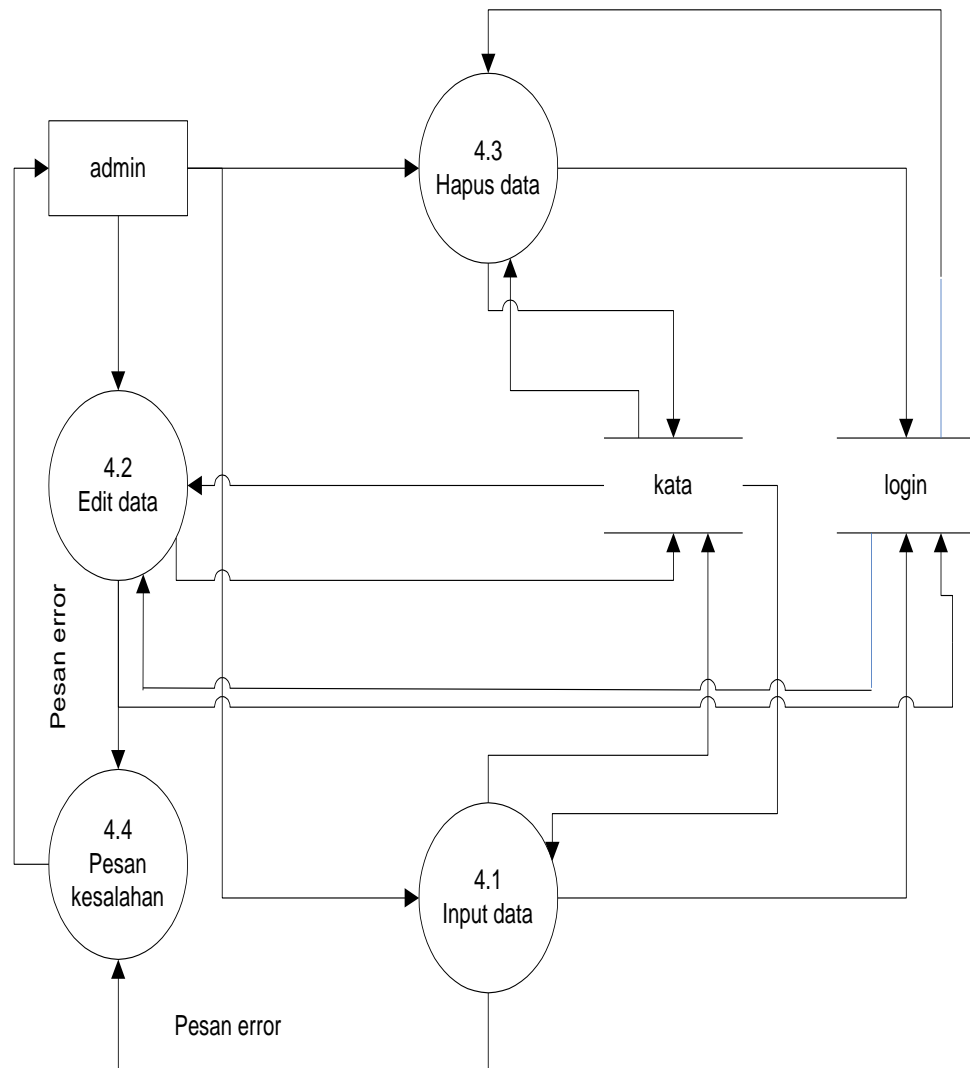 4.3
Hapus data
admin
4.2
Edit data
kata
login
Pesan error
4.4
Pesan
kesalahan
4.1
Input data
Pesan error